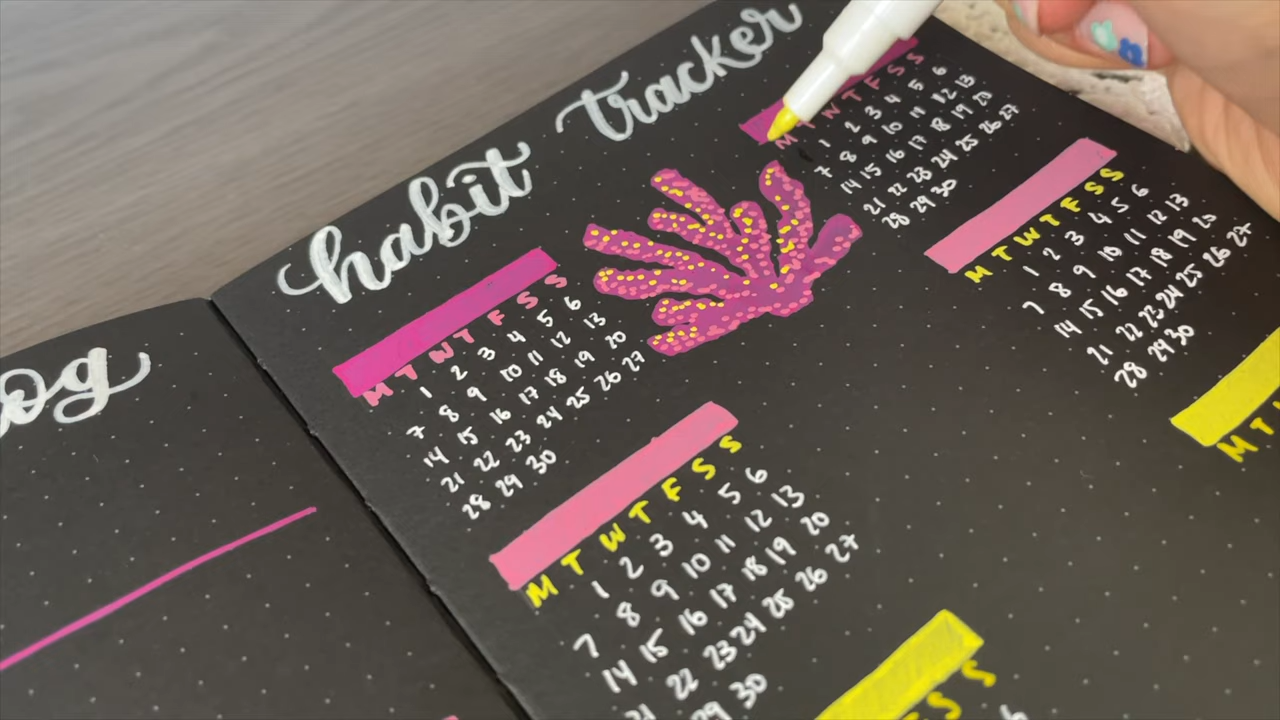 og
habit tracker
M T W T F S S
1 2 3 4 5 6
7 8 9 10 11 12 13
14 15 16 17 18 19 20
21 22 23 24 25 26 27
28 29 30
M T W T F S S
1 2 3 4 5 6
7 8 9 10 11 12 13
14 15 16 17 18 19 20
21 22 23 24 25 26 27
28 29 30
M T W T F S S
1 2 3 4 5 6
7 8 9 10 11 12 13
14 15 16 17 18 19 20
21 22 23 24 25 26 27
29 30
M T W T F S S
1 2 3 4 5 6
7 8 9 10 11 12 13
14 15 16 17 18 19 20
21 22 23 24 25 26 27
28 29 30
S S
6
M T